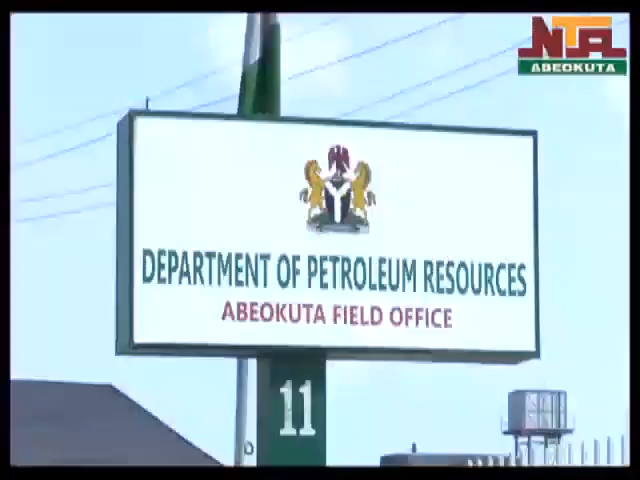 NTA
ABEOKUTA
DEPARTMENT OF PETROLEUM RESOURCES
ABEOKUTA FIELD OFFICE
11